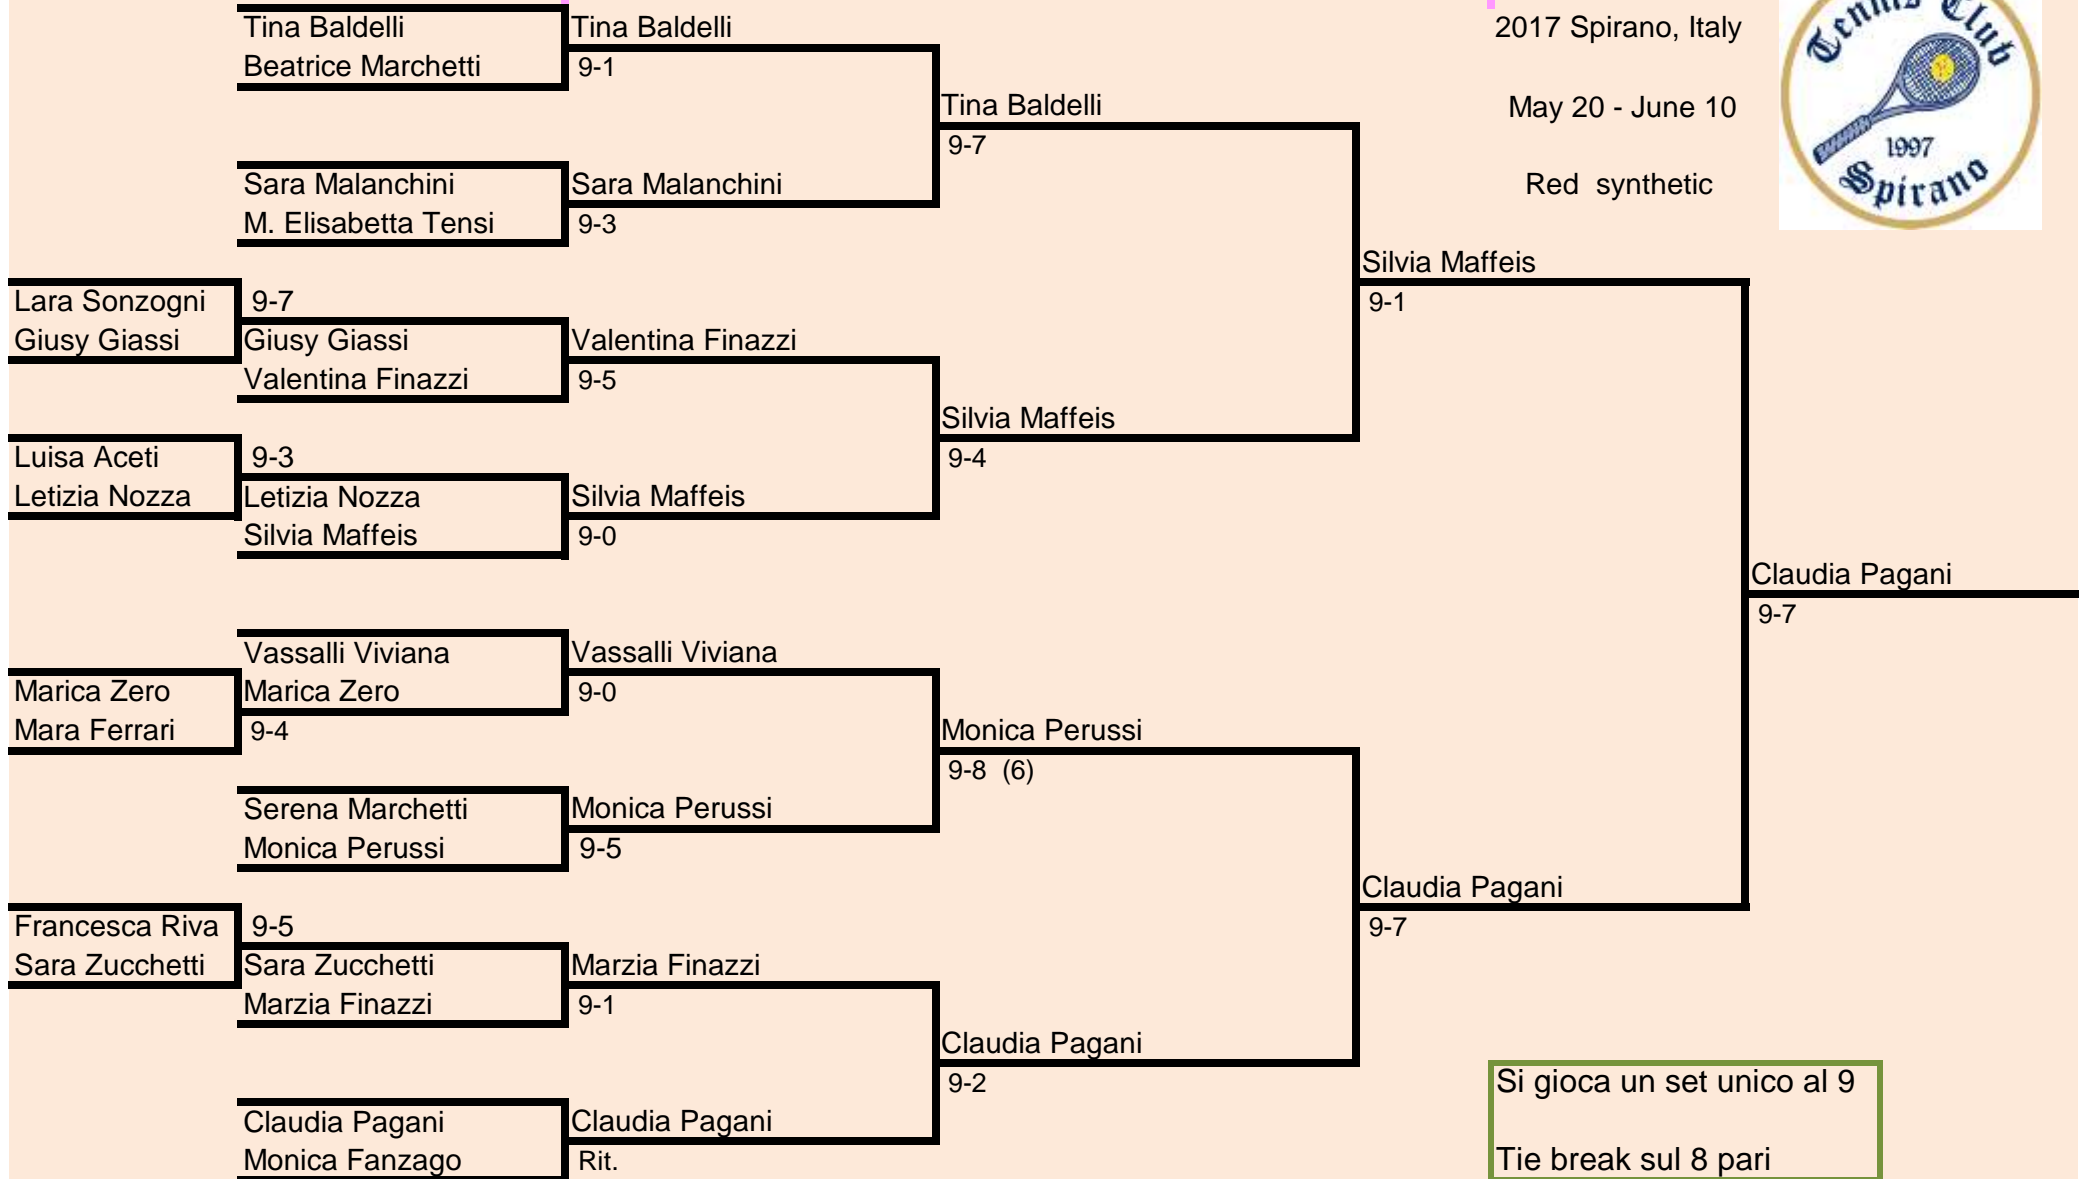 Tina Baldelli
Beatrice Marchetti
Sara Malanchini
M. Elisabetta Tensi
Lara Sonzogni
Giusy Giassi
9-7
Giusy Giassi
Valentina Finazzi
Luisa Aceti
Letizia Nozza
9-3
Letizia Nozza
Silvia Maffeis
Vassalli Viviana
Marica Zero
Marica Zero
Mara Ferrari
9-4
Serena Marchetti
Monica Perussi
Francesca Riva
Sara Zucchetti
9-5
Sara Zucchetti
Marzia Finazzi
Claudia Pagani
Monica Fanzago
Tina Baldelli
9-1
Sara Malanchini
9-3
Valentina Finazzi
9-5
Silvia Maffeis
9-0
Vassalli Viviana
9-0
Monica Perussi
9-5
Marzia Finazzi
9-1
Claudia Pagani
Rit.
Tina Baldelli
9-7
Silvia Maffeis
9-4
Monica Perussi
9-8 (6)
Claudia Pagani
9-2
Silvia Maffeis
9-1
Claudia Pagani
9-7
Claudia Pagani
9-7
2017 Spirano, Italy
May 20 - June 10
Red synthetic
Tennis Club
1997
Spirano
Si gioca un set unico al 9
Tie break sul 8 pari